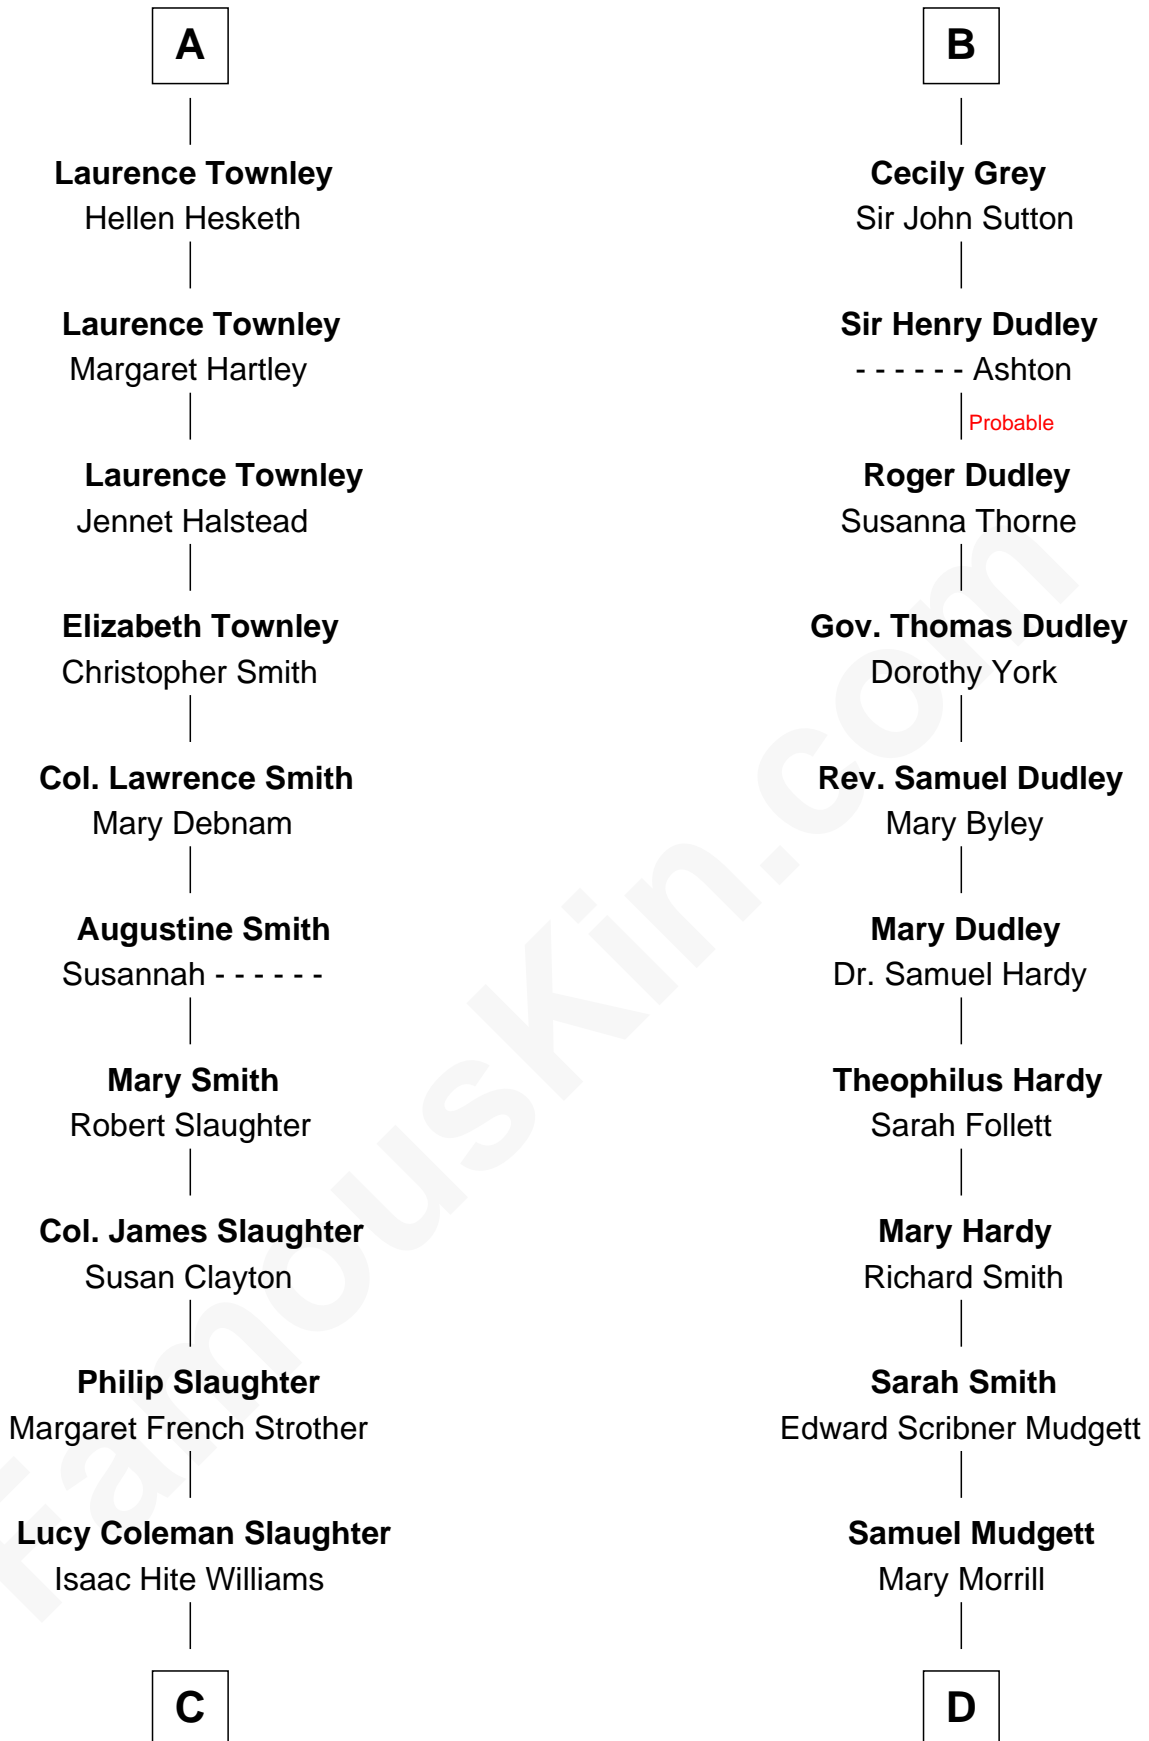 A
Laurence Townley
Hellen Hesketh
Laurence Townley
Margaret Hartley
Laurence Townley
Jennet Halstead
Elizabeth Townley
Christopher Smith
Col. Lawrence Smith
Mary Debnam
Augustine Smith
Susannah - - - - - -
Mary Smith
Robert Slaughter
Col. James Slaughter
Susan Clayton
Philip Slaughter
Margaret French Strother
Lucy Coleman Slaughter
Isaac Hite Williams
C
B
Cecily Grey
Sir John Sutton
Sir Henry Dudley
- - - - - - Ashton
Probable
Roger Dudley
Susanna Thorne
Gov. Thomas Dudley
Dorothy York
Rev. Samuel Dudley
Mary Byley
Mary Dudley
Dr. Samuel Hardy
Theophilus Hardy
Sarah Follett
Mary Hardy
Richard Smith
Sarah Smith
Edward Scribner Mudgett
Samuel Mudgett
Mary Morrill
D
FamousKin.com